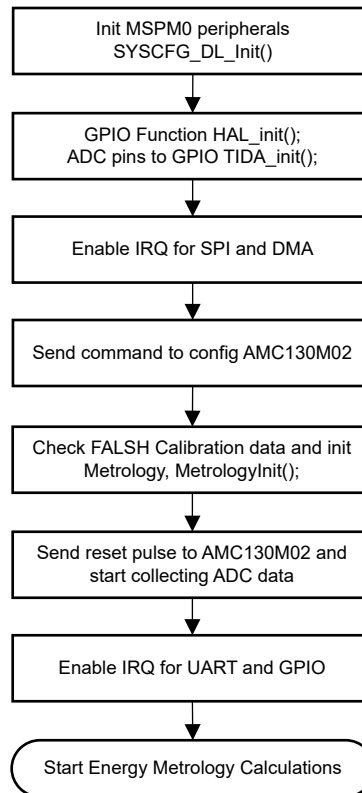 Init MSPM0 peripherals
SYSCFG_DL_Init()
GPIO Function HAL_init();
ADC pins to GPIO TIDA_init();
Enable IRQ for SPI and DMA
Send command to config AMC130M02
Check FALSH Calibration data and init
Metrology, MetrologyInit();
Send reset pulse to AMC130M02 and
start collecting ADC data
Enable IRQ for UART and GPIO
Start Energy Metrology Calculations